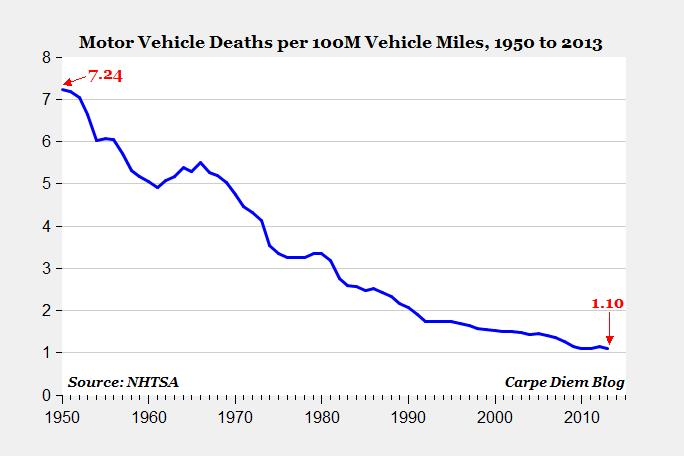 Motor Vehicle Deaths per 100M Vehicle Miles, 1950 to 2013
8
7.24
7
6
5
4
3
1.10
2
1
Source: NHTSA
Carpe Diem Blog
0
1950 1960 1970 1980 1990 2000 2010